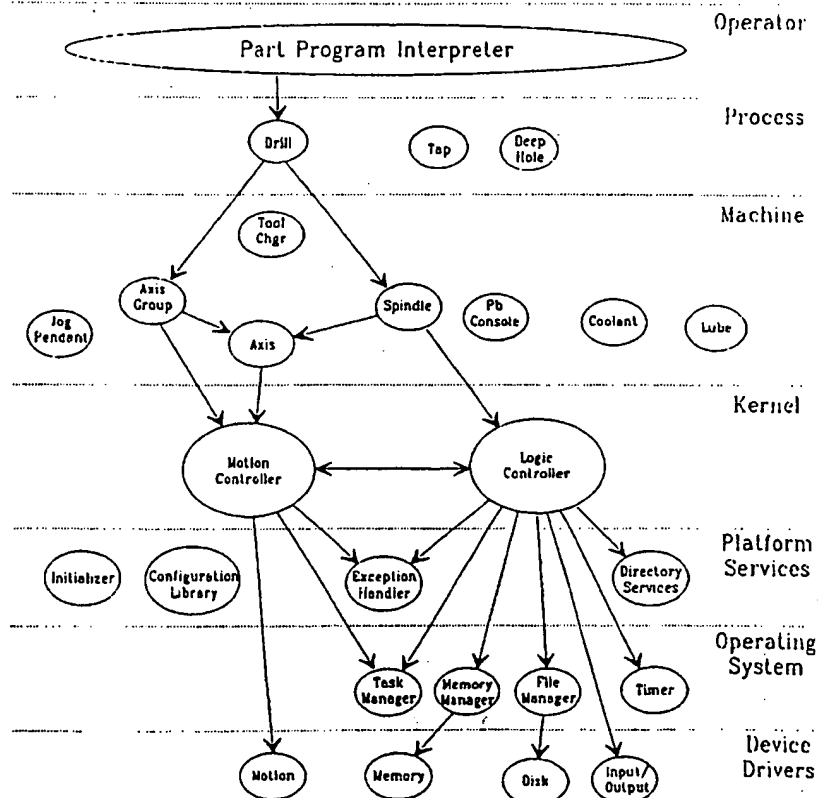 Operator
Part Program Interpreter
Process
Drill
Tap
Deep
Hole
Machine
Tool
Chgr
Axis
Group
Spindle
Pb
Console
Coolant
Lube
Jog
Pendant
Axis
Kernel
Motion
Controller
Logic
Controller
Platform
Services
Initializer
Configuration
Library
Exception
Handler
Directory
Services
Operating
System
Task
Manager
Memory
Manager
File
Manager
Timer
Device
Drivers
Motion
Memory
Disk
Input/
Output